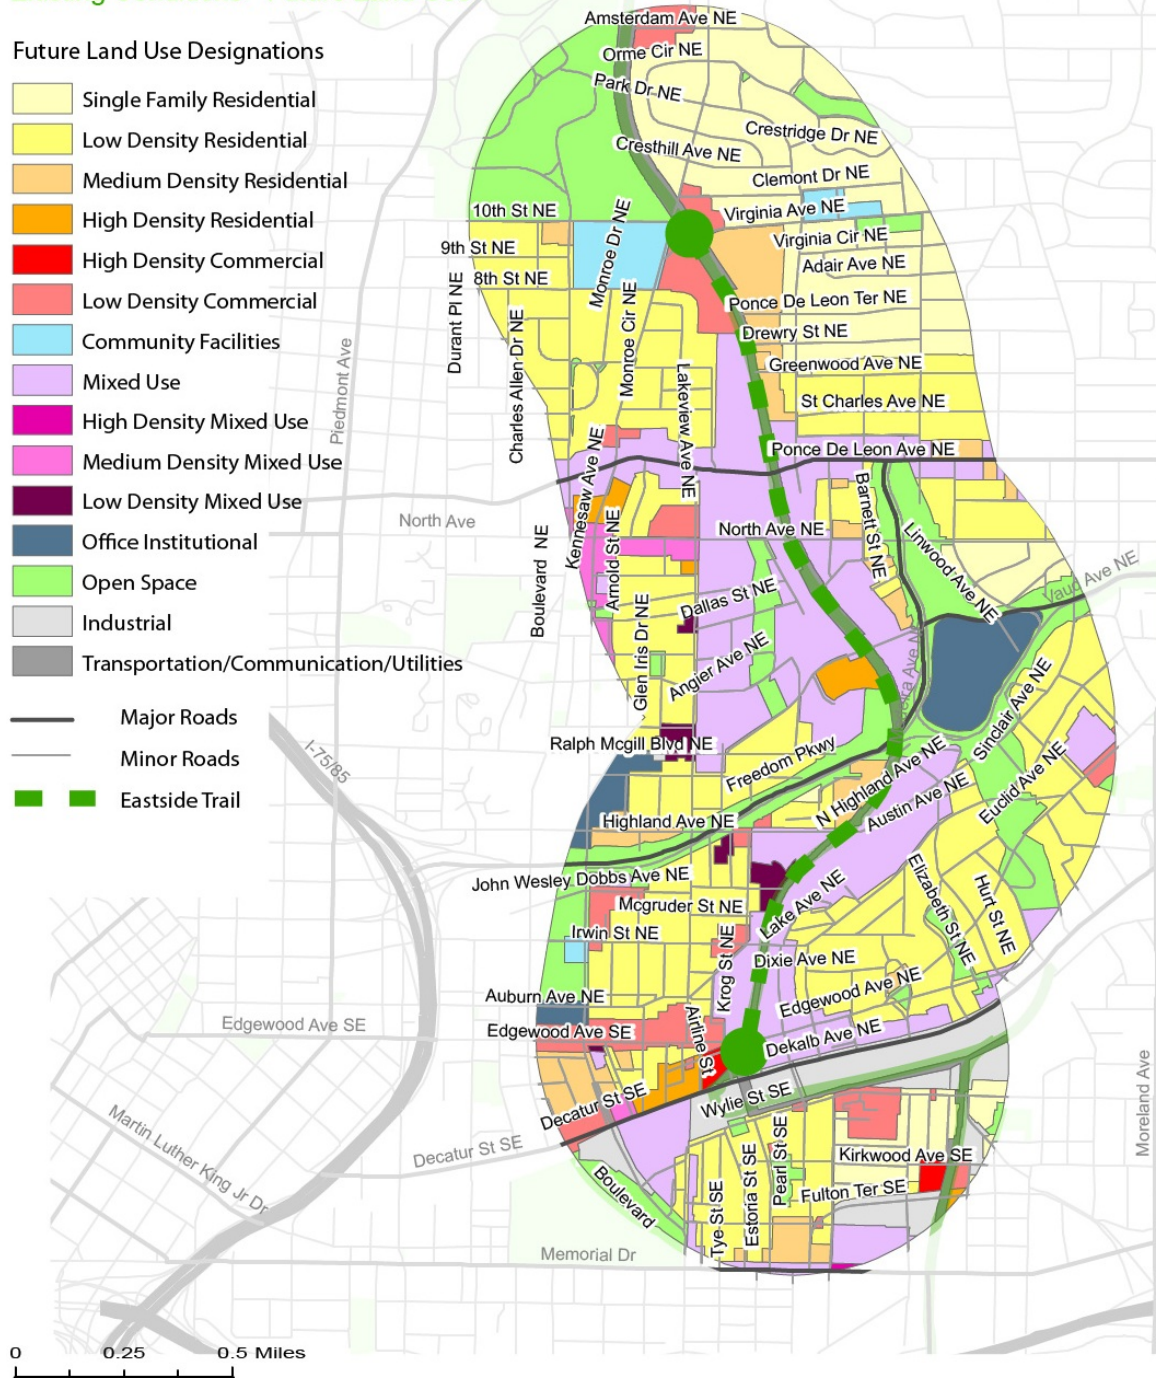 Future Land Use Designations
Single Family Residential
Low Density Residential
Medium Density Residential
High Density Residential
High Density Commercial
Low Density Commercial
Community Facilities
Mixed Use
High Density Mixed Use
Medium Density Mixed Use
Low Density Mixed Use
Office Institutional
Open Space
Industrial
Transportation/Communication/Utilities
Major Roads
Minor Roads
Eastside Trail
0 0.25 0.5 Miles
Amsterdam Ave NE
Orme Cir NE
Park Dr NE
Crestridge Dr NE
Cresthill Ave NE
Clemont Dr NE
10th St NE
Virginia Ave NE
Monroe Dr NE
9th St NE
Virginia Cir NE
Adair Ave NE
8th St NE
Durant Pl NE
Ponce De Leon Ter NE
Charles Allen Dr NE
Monroe Cir NE
Drewry St NE
Piedmont Ave
Lakeview Ave NE
Greenwood Ave NE
St Charles Ave NE
Ponce De Leon Ave NE
Kennesaw Ave NE
Barnett St NE
North Ave
North Ave NE
Arnold St NE
Boulevard NE
Linwood Ave NE
Vaud Ave NE
Dallas St NE
Glen Iris Dr NE
Angier Ave NE
Sinclair Ave NE
Ralph Mcgill Blvd NE
Freedom Pkwy
I-75/85
N Highland Ave NE
Euclid Ave NE
Austin Ave NE
Highland Ave NE
John Wesley Dobbs Ave NE
Mcgruder St NE
Lake Ave NE
Elizabeth St NE
Hurt St NE
Irwin St NE
Krog St NE
Dixie Ave NE
Auburn Ave NE
Edgewood Ave NE
Edgewood Ave SE
Edgewood Ave SE
Airline St
Dekalb Ave NE
Decatur St SE
Wylie St SE
Moreland Ave
Martin Luther King Jr Dr
Decatur St SE
Kirkwood Ave SE
Boulevard
Tye St SE
Estoria St SE
Pearl St SE
Fulton Ter SE
Memorial Dr